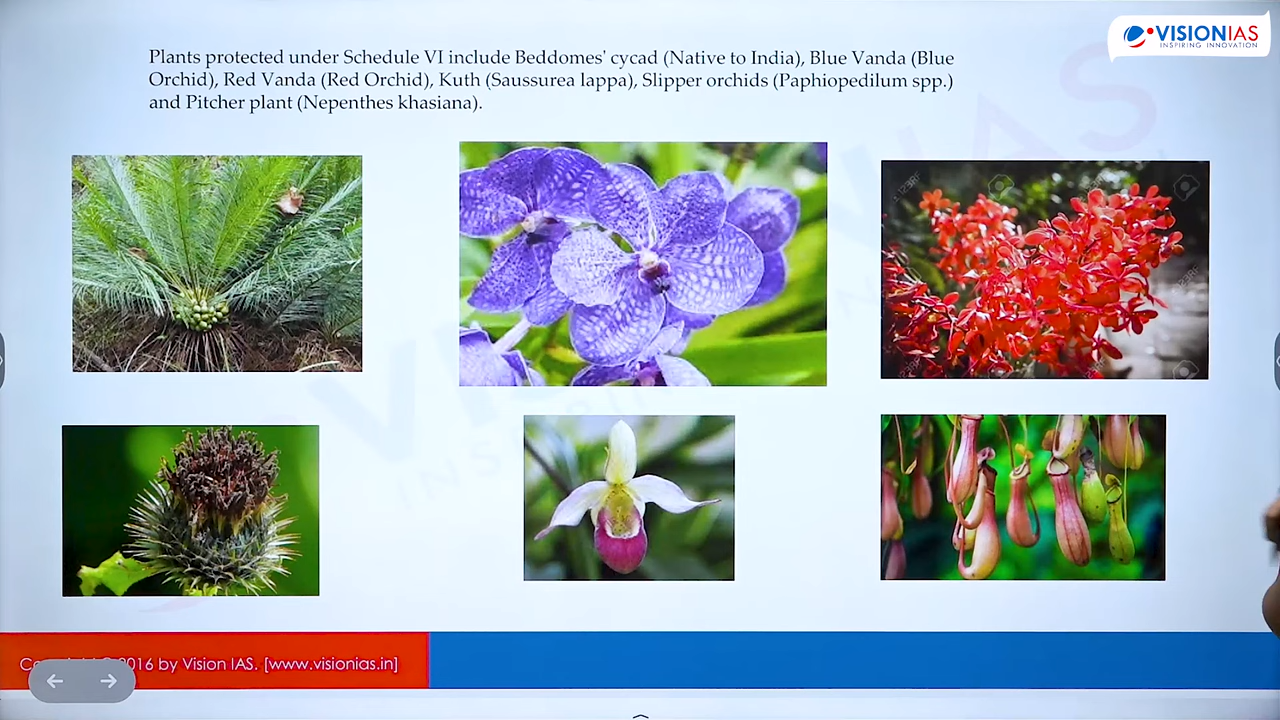 VISIONIAS
INSPIRING INNOVATION
Plants protected under Schedule VI include Beddomes' cycad (Native to India), Blue Vanda (Blue
Orchid), Red Vanda (Red Orchid), Kuth (Saussurea lappa), Slipper orchids (Paphiopedilum spp.)
and Pitcher plant (Nepenthes khasiana).
2016 by Vision IAS. [www.visionias.in]